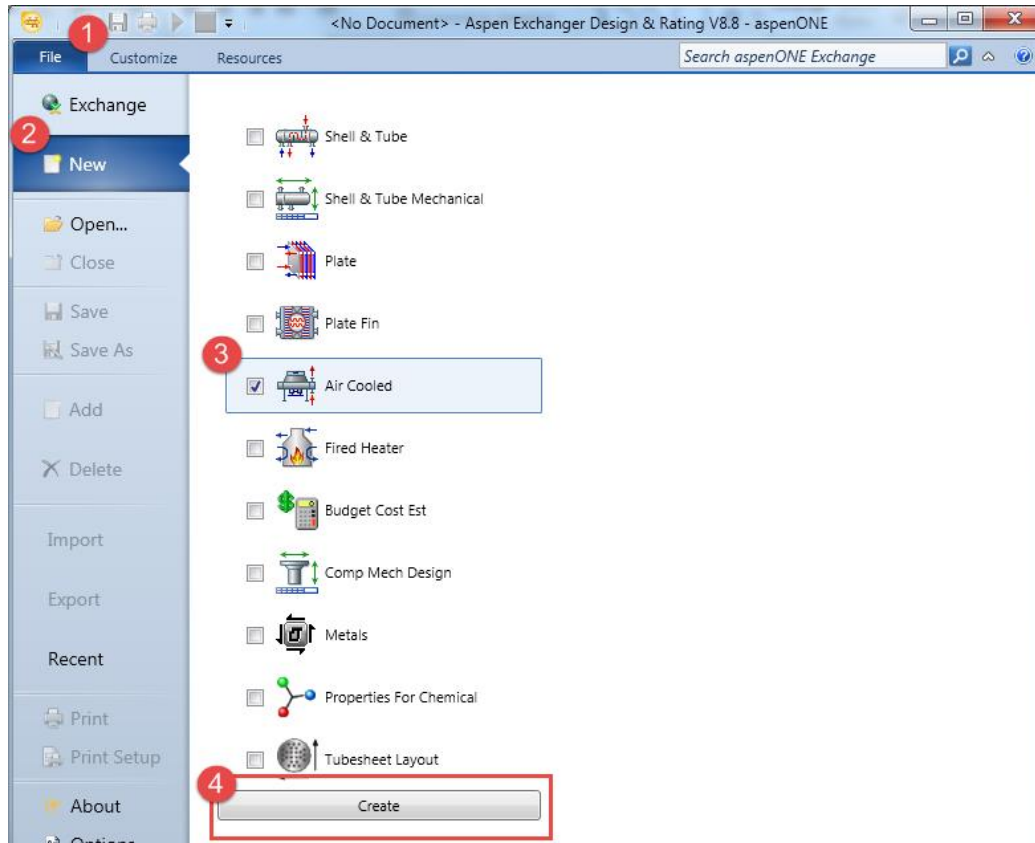 <No Document> - Aspen Exchanger Design & Rating V8.8 - aspenONE
1
File
Customize
Resources
Search aspenONE Exchange
Exchange
2
New
Open...
Close
Save
Save As
Add
Delete
Import
Export
Recent
Print
Print Setup
About
Options
Shell & Tube
Shell & Tube Mechanical
Plate
Plate Fin
3
Air Cooled
Fired Heater
Budget Cost Est
Comp Mech Design
Metals
Properties For Chemical
Tubesheet Layout
4
Create